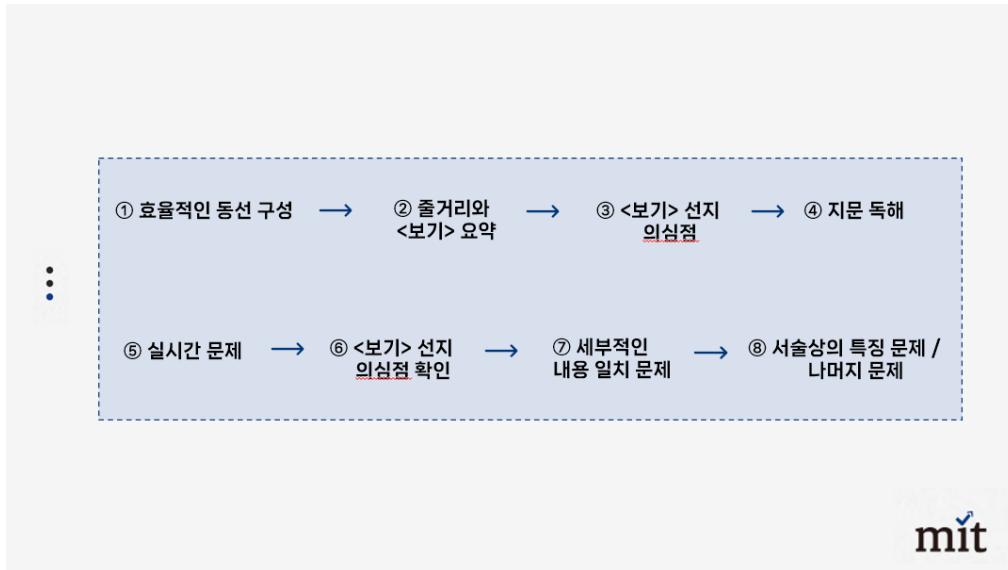 ① 효율적인 동선 구성 → ② 줄거리와 → ③ <보기> 선지 → ④ 지문 독해
<보기> 요약
의심점
⑤ 실시간 문제 → ⑥ <보기> 선지 → ⑦ 세부적인 → ⑧ 서술상의 특징 문제 /
의심점 확인
내용 일치 문제
나머지 문제
mit